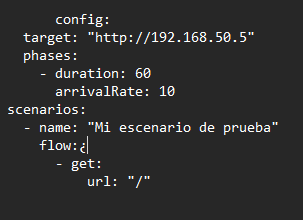 config:
target: "http://192.168.50.5"
phases:
- duration: 60
arrivalRate: 10
scenarios:
- name: "Mi escenario de prueba"
flow:¿
- get:
url: "/"